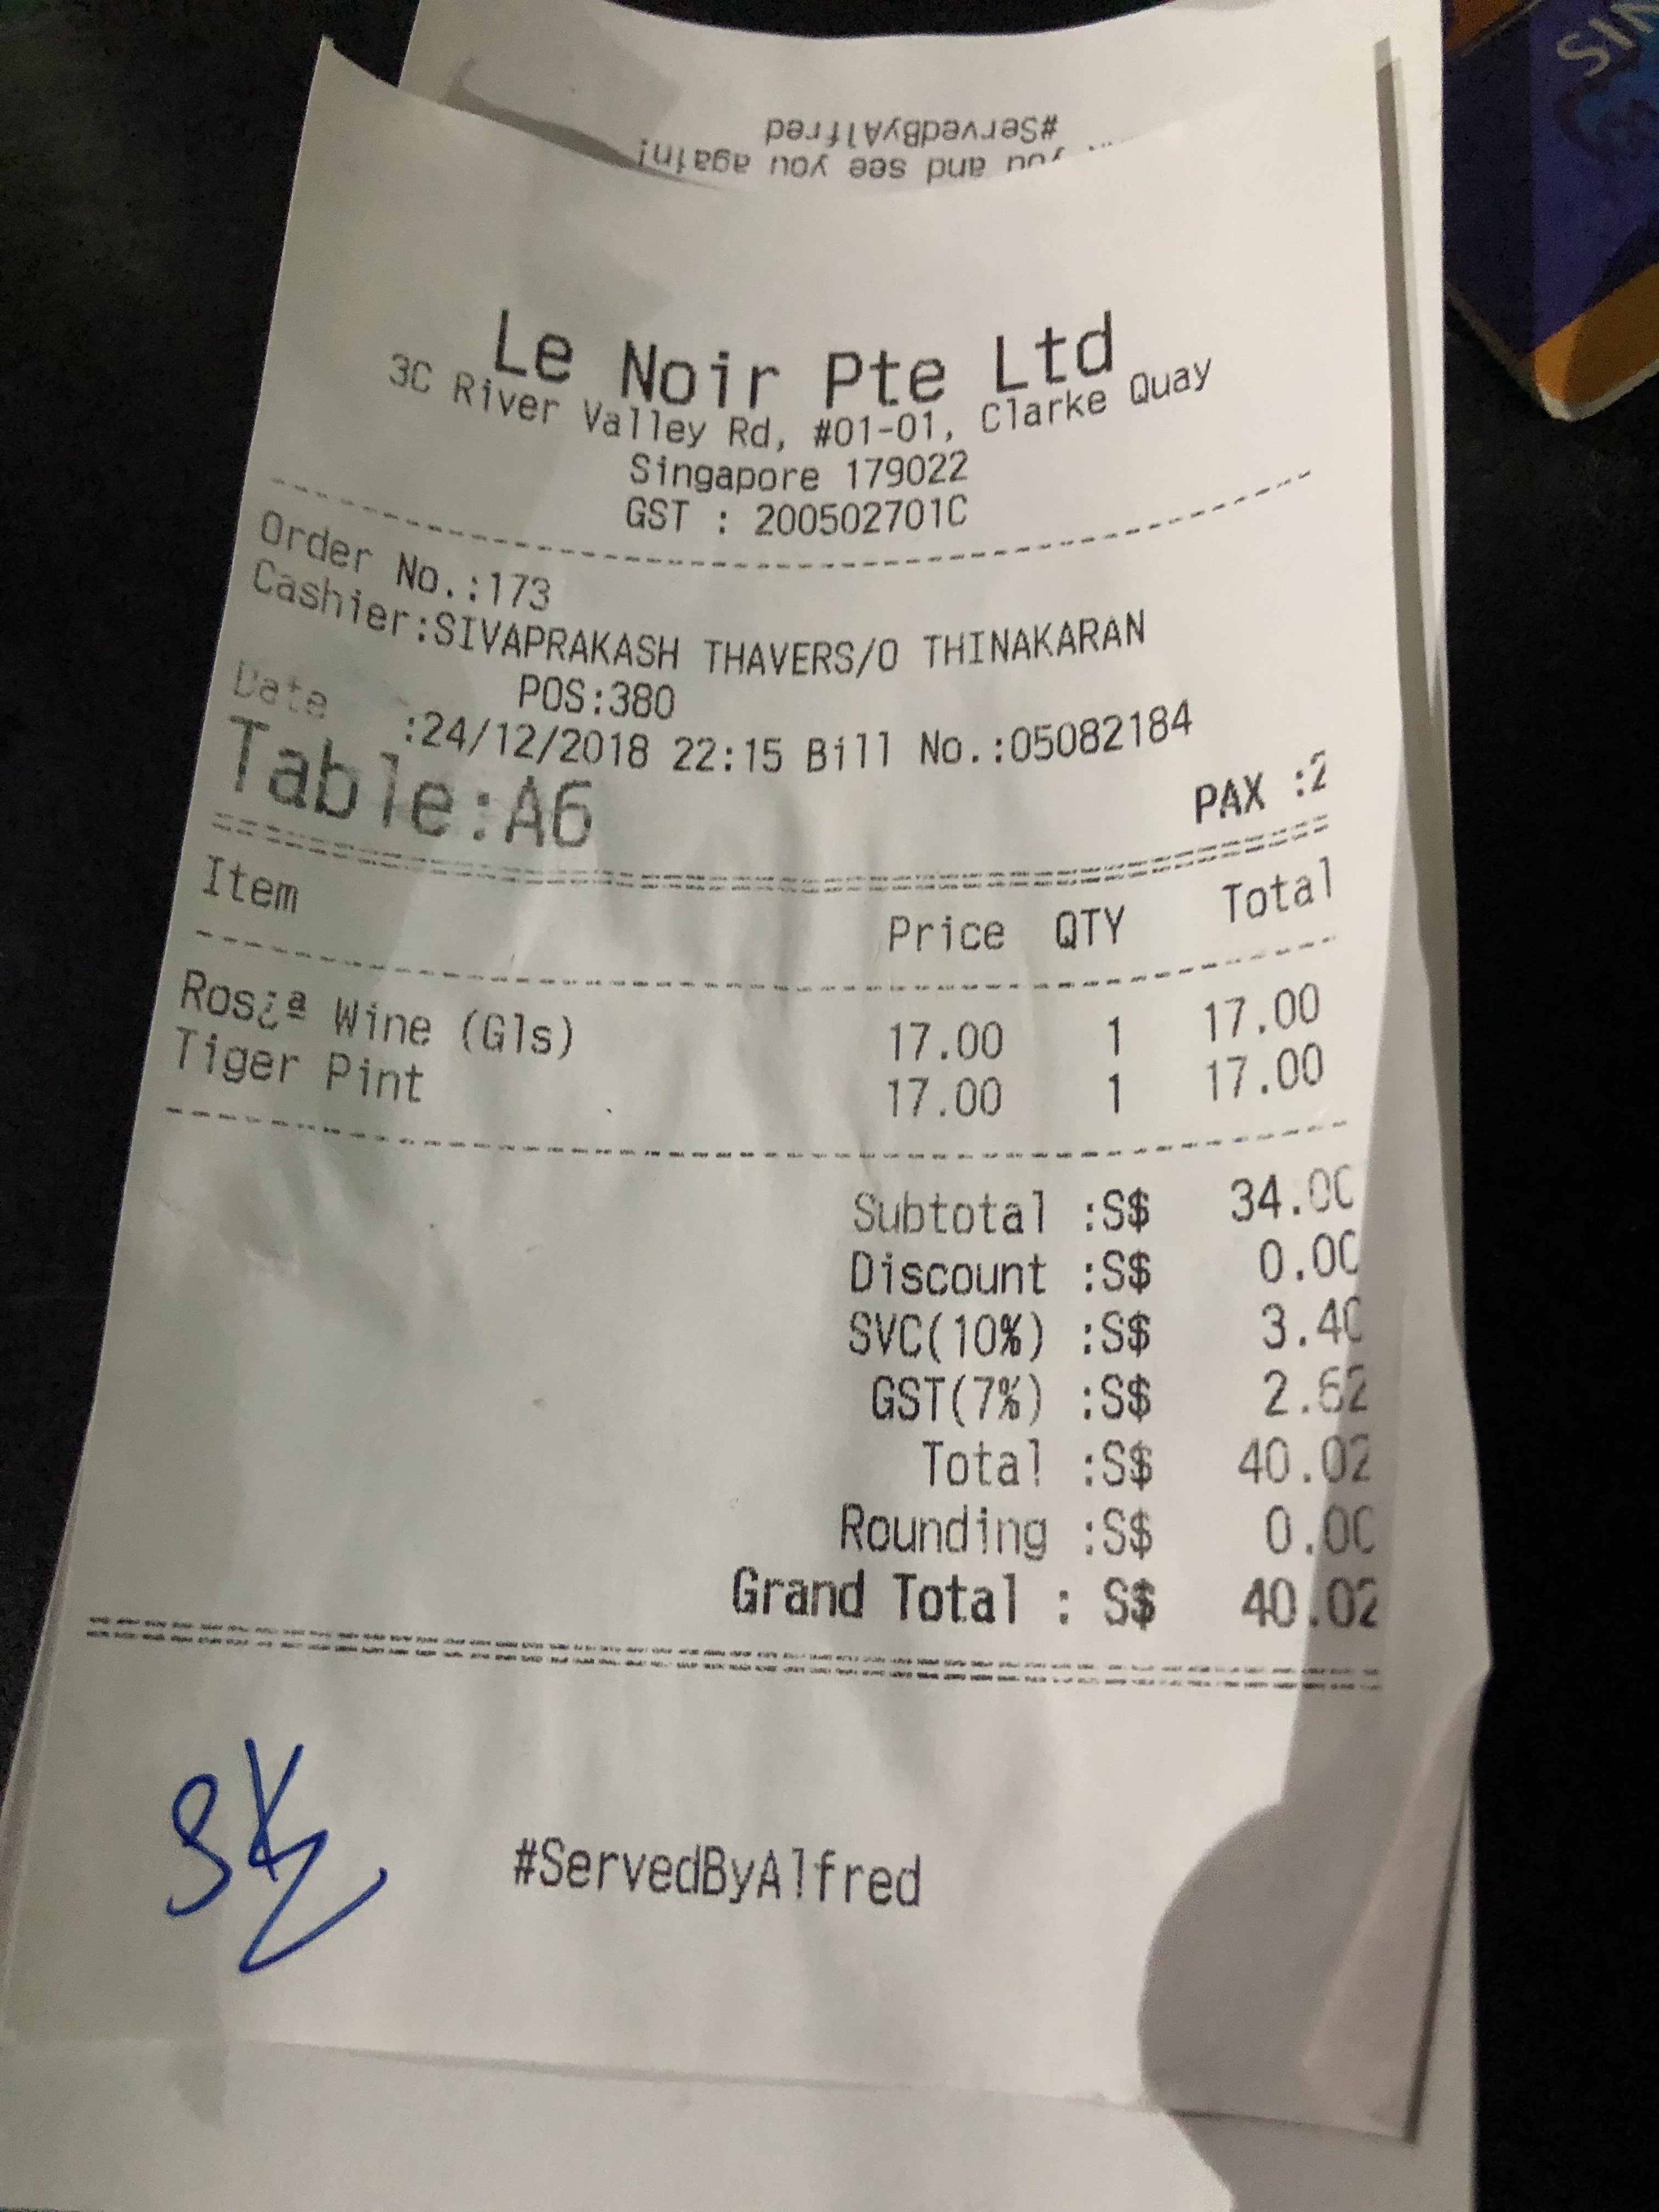 #ServedByAlfred
you and see you again!
SIN
Le Noir Pte Ltd
3C River Valley Rd, #01-01, Clarke Quay
Singapore 179022
GST : 200502701C
Order No.:173
Cashier:SIVAPRAKASH THAVERS/O THINAKARAN
POS:380
Date :24/12/2018 22:15 Bill No.:05082184
Table:A6 PAX :2
Item Price QTY Total
Ros¿ª Wine (Gls) 17.00 1 17.00
Tiger Pint 17.00 1 17.00
Subtotal :S$ 34.00
Discount :S$ 0.00
SVC(10%) :S$ 3.40
GST(7%) :S$ 2.62
Total :S$ 40.02
Rounding :S$ 0.00
Grand Total : S$ 40.02
#ServedByAlfred